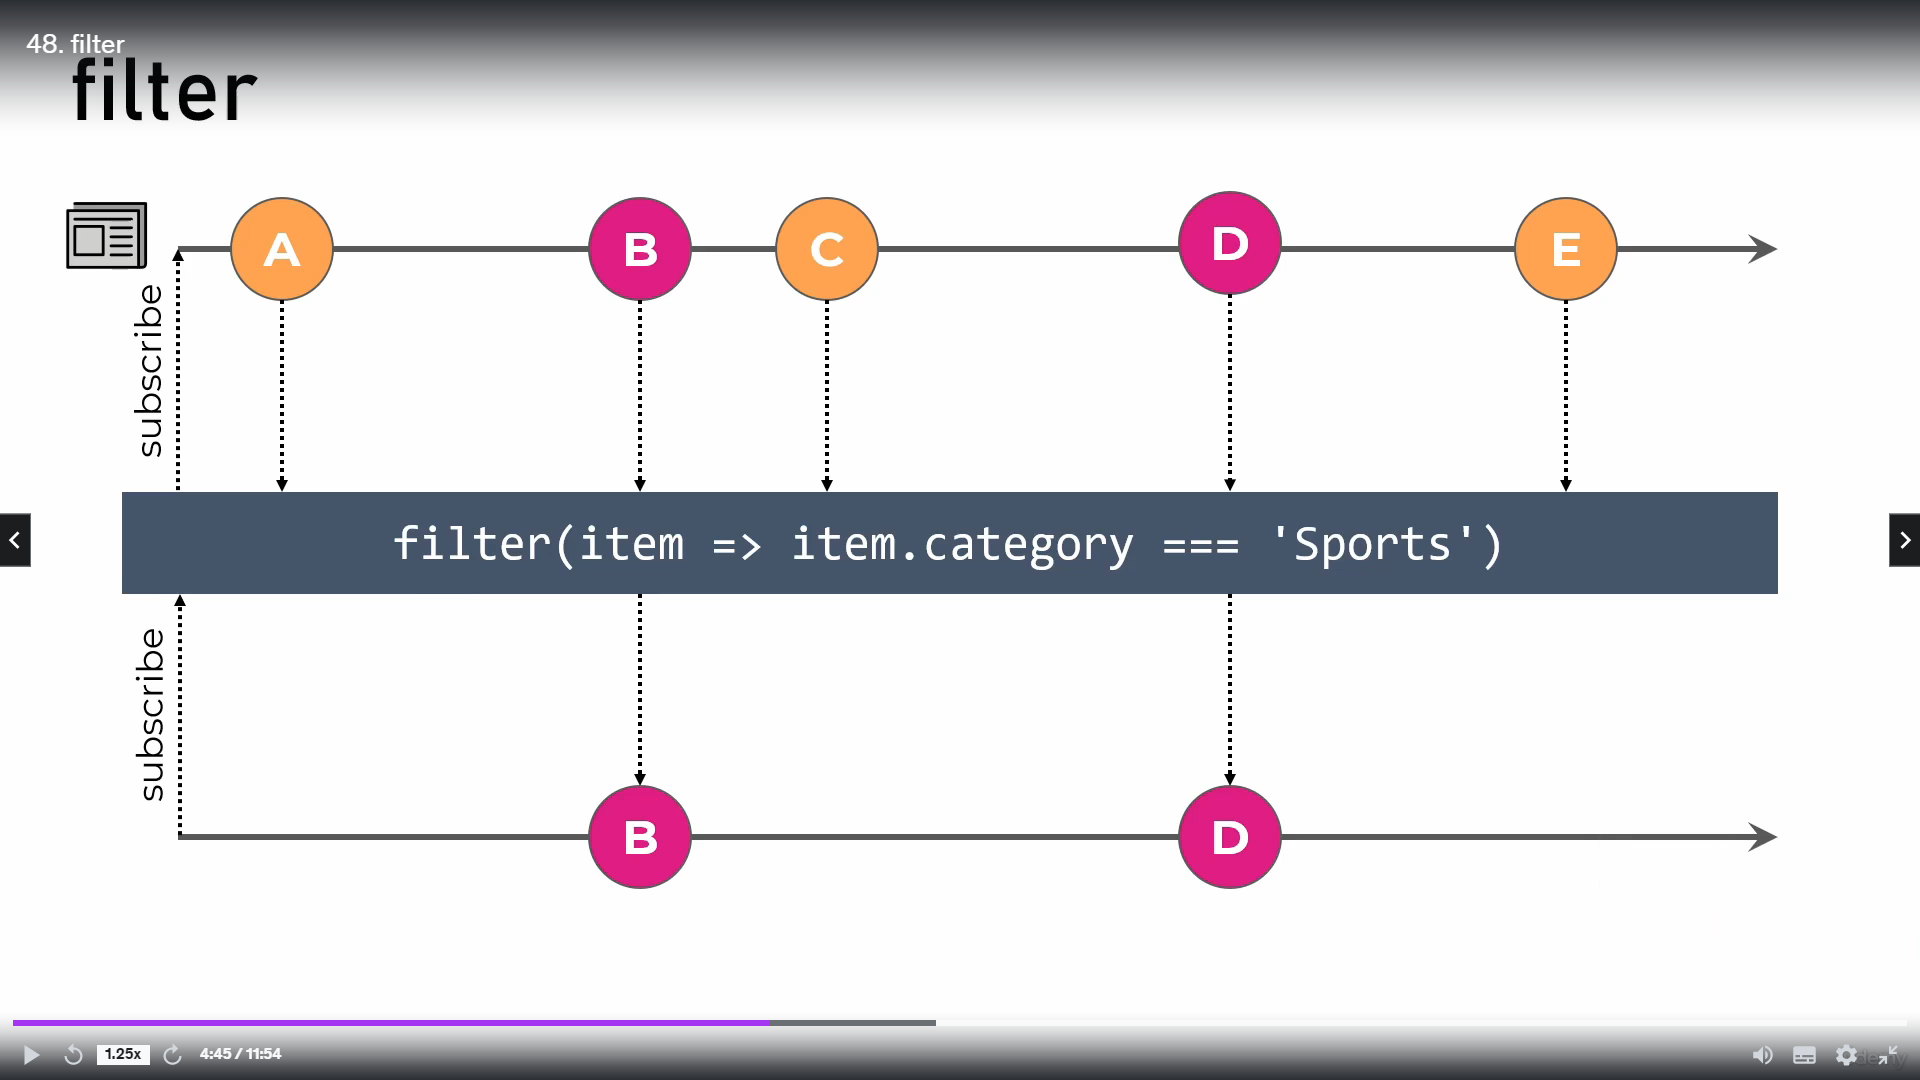 48. filter
filter
A
B
C
D
E
subscribe
filter(item => item.category === 'Sports')
subscribe
B
D
1.25x
4:45 / 11:54